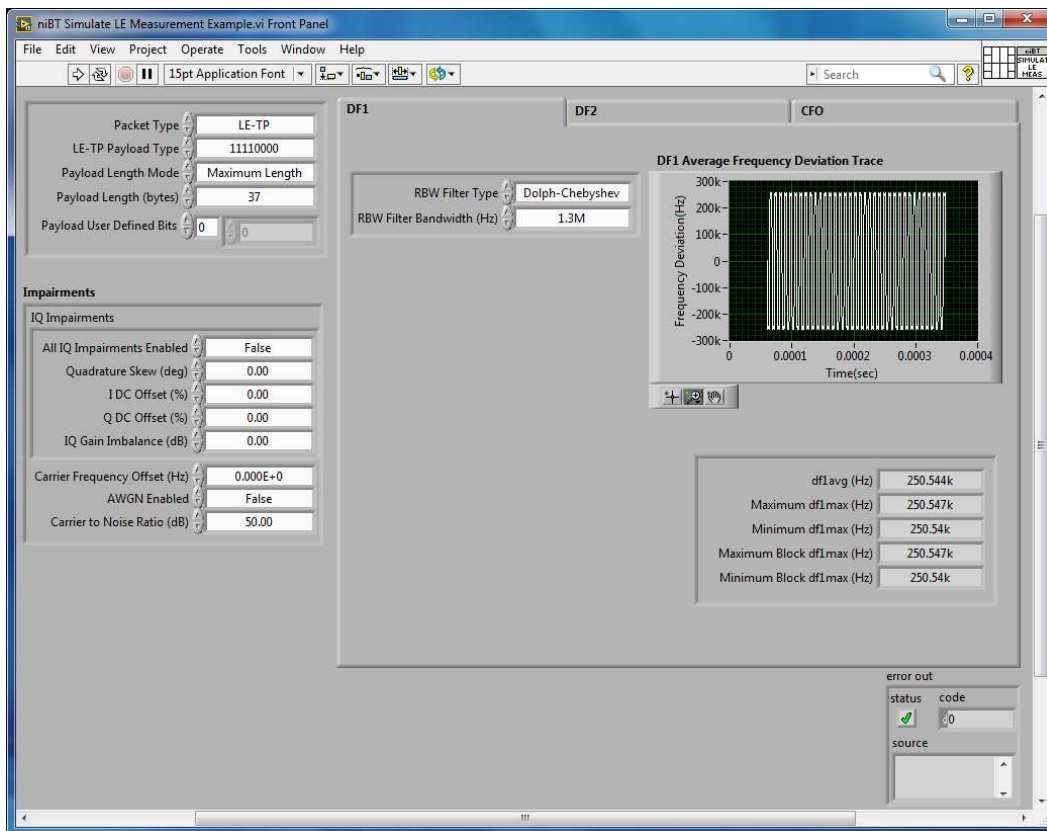 niBT Simulate LE Measurement Example.vi Front Panel
File Edit View Project Operate Tools Window Help
15pt Application Font
Search
niBT
SIMULAT
LE
MEAS
Packet Type LE-TP
LE-TP Payload Type 11110000
Payload Length Mode Maximum Length
Payload Length (bytes) 37
Payload User Defined Bits 0 0
Impairments
IQ Impairments
All IQ Impairments Enabled False
Quadrature Skew (deg) 0.00
I DC Offset (%) 0.00
Q DC Offset (%) 0.00
IQ Gain Imbalance (dB) 0.00
Carrier Frequency Offset (Hz) 0.000E+0
AWGN Enabled False
Carrier to Noise Ratio (dB) 50.00
DF1 DF2 CFO
RBW Filter Type Dolph-Chebyshev
RBW Filter Bandwidth (Hz) 1.3M
DF1 Average Frequency Deviation Trace
Frequency Deviation(Hz)
300k
200k
100k
0
-100k
-200k
-300k
0 0.0001 0.0002 0.0003 0.0004
Time(sec)
df1avg (Hz) 250.544k
Maximum df1max (Hz) 250.547k
Minimum df1max (Hz) 250.54k
Maximum Block df1max (Hz) 250.547k
Minimum Block df1max (Hz) 250.54k
error out
status code
d0
source